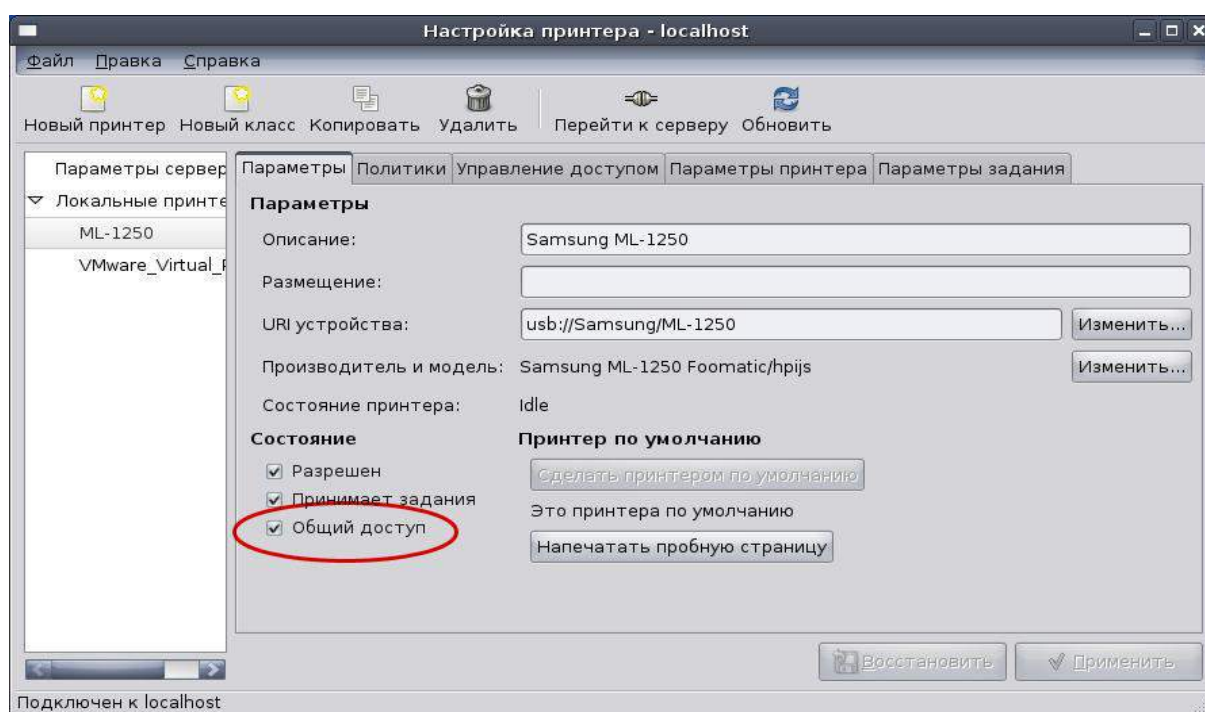 Настройка принтера - localhost
Файл Правка Справка
Новый принтер Новый класс Копировать Удалить Перейти к серверу Обновить
Параметры сервер
Локальные принте
ML-1250
VMware_Virtual_
Параметры Политики Управление доступом Параметры принтера Параметры задания
Параметры
Описание: Samsung ML-1250
Размещение:
URI устройства: usb://Samsung/ML-1250 Изменить...
Производитель и модель: Samsung ML-1250 Foomatic/hpijs Изменить...
Состояние принтера: Idle
Состояние Принтер по умолчанию
Разрешен Сделать принтером по умолчанию
Принимает задания
Это принтера по умолчанию
Общий доступ
Напечатать пробную страницу
Восстановить Применить
Подключен к localhost